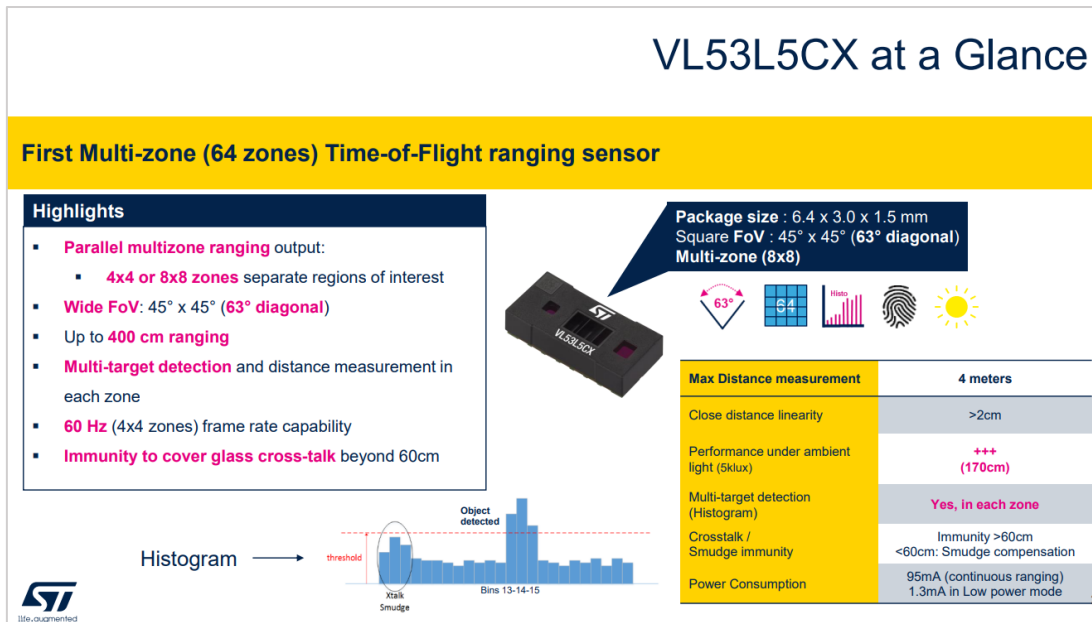 VL53L5CX at a Glance
First Multi-zone (64 zones) Time-of-Flight ranging sensor
Highlights
▪ Parallel multizone ranging output:
▪ 4x4 or 8x8 zones separate regions of interest
▪ Wide FoV: 45° x 45° (63° diagonal)
▪ Up to 400 cm ranging
▪ Multi-target detection and distance measurement in
each zone
▪ 60 Hz (4x4 zones) frame rate capability
▪ Immunity to cover glass cross-talk beyond 60cm
Package size : 6.4 x 3.0 x 1.5 mm
Square FoV : 45° x 45° (63° diagonal)
Multi-zone (8x8)
ST
VL53L5CX
63°
64
Histo
Max Distance measurement 4 meters
Close distance linearity >2cm
Performance under ambient
light (5klux)
+++
(170cm)
Multi-target detection
(Histogram)
Yes, in each zone
Crosstalk /
Smudge immunity
Immunity >60cm
<60cm: Smudge compensation
Power Consumption
95mA (continuous ranging)
1.3mA in Low power mode
Histogram
threshold
Object
detected
Xtalk
Smudge
Bins 13-14-15
ST
life.augmented